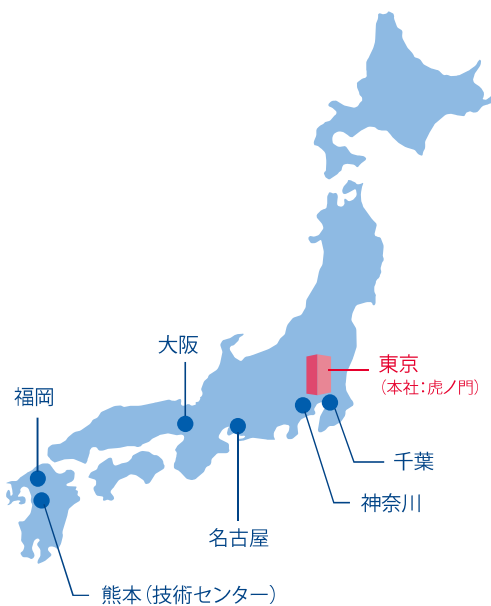 大阪
東京
(本社:虎ノ門)
福岡
千葉
神奈川
名古屋
熊本(技術センター)